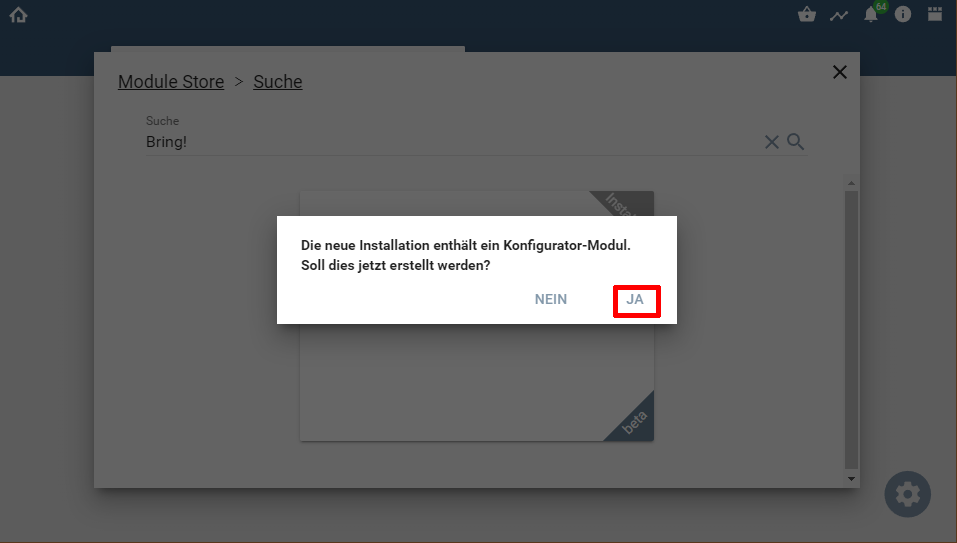 64
Module Store > Suche
Suche
Bring!
Die neue Installation enthält ein Konfigurator-Modul.
Soll dies jetzt erstellt werden?
NEIN
JA
beta